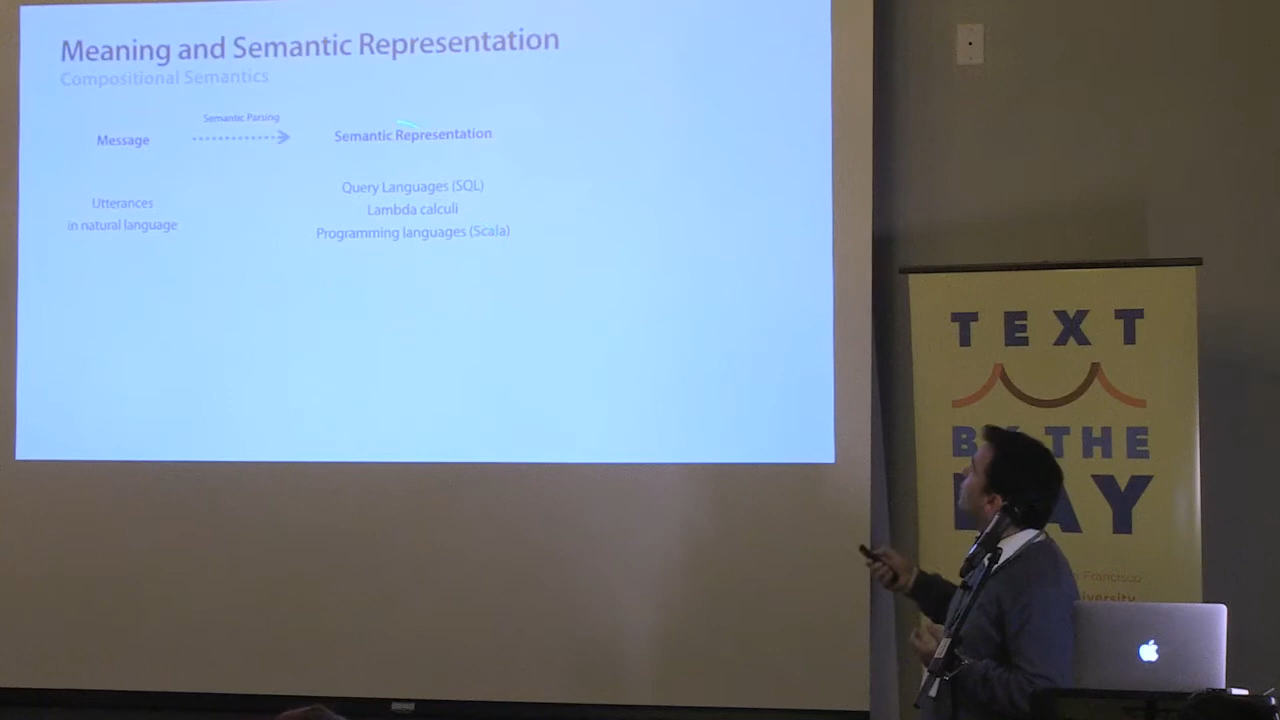 Meaning and Semantic Representation
Compositional Semantics
Semantic Parsing
Message
Semantic Representation
Utterances
in natural language
Query Languages (SQL)
Lambda calculi
Programming languages (Scala)
TEXT
BY THE
BAY
Francisco